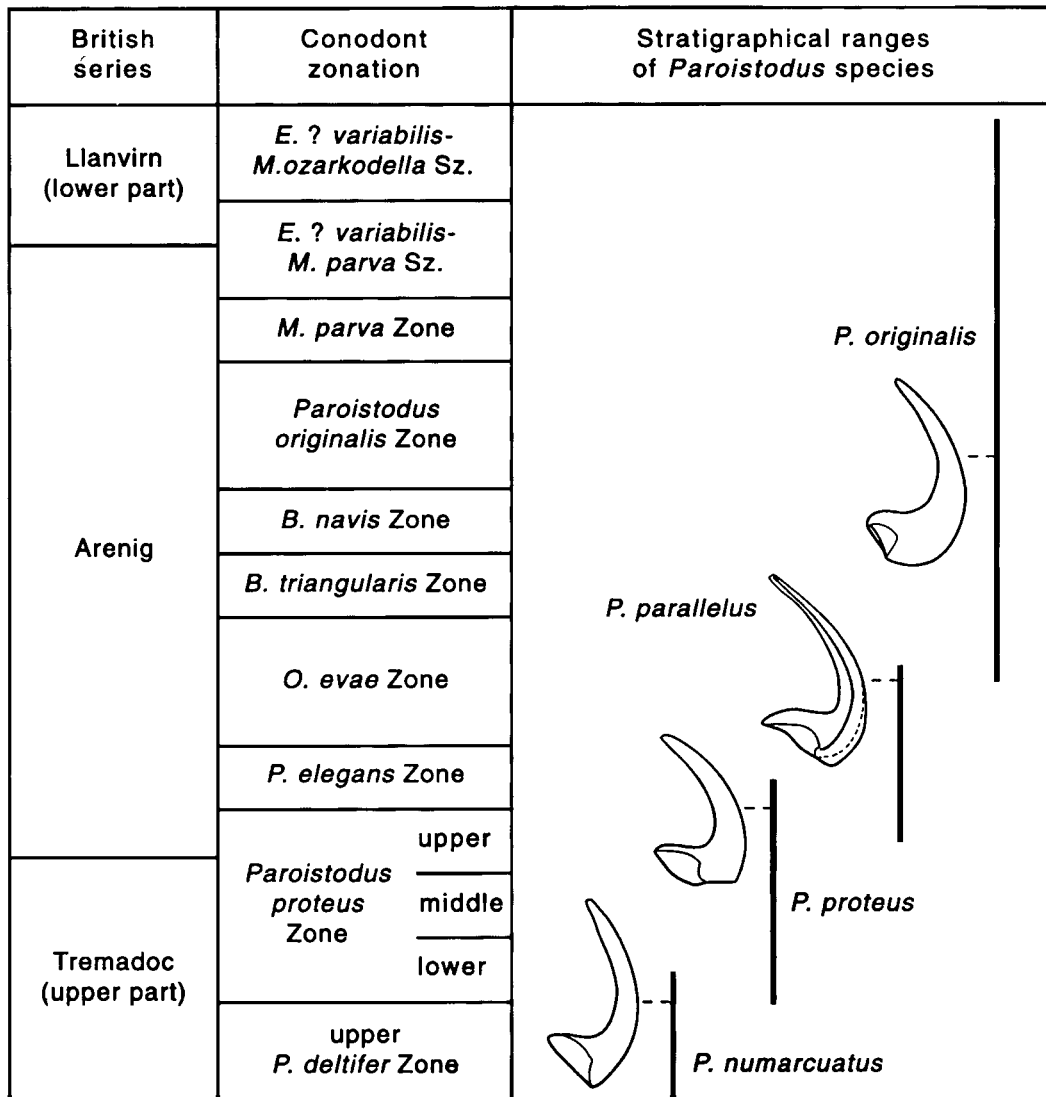 British
series
Conodont
zonation
Stratigraphical ranges
of Paroistodus species
Llanvirn
(lower part)
Arenig
Tremadoc
(upper part)
E. ? variabilis-
M.ozarkodella Sz.
E. ? variabilis-
M. parva Sz.
M. parva Zone
Paroistodus
originalis Zone
B. navis Zone
B. triangularis Zone
O. evae Zone
P. elegans Zone
Paroistodus
proteus
Zone
upper
middle
lower
upper
P. deltifer Zone
P. originalis
P. parallelus
P. proteus
P. numarcuatus